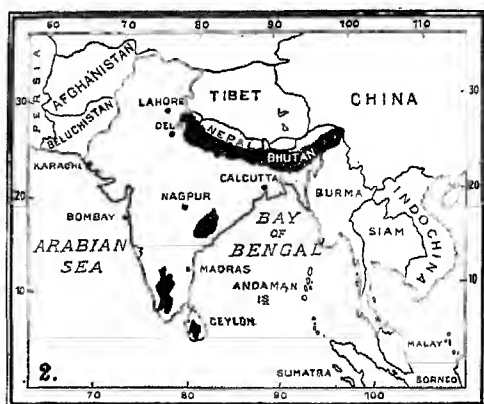 60 70 80 90 100 110
PERSIA
AFGHANISTAN
BELUCHISTAN
30
LAHORE
DEL
TIBET
CHINA
30
NEPAL
BHUTAN
KARACHI
CALCUTTA
20
NAGPUR
BURMA
INDOCHINA
20
BOMBAY
BAY
OF
BENGAL
SIAM
ARABIAN
SEA
MADRAS
10
ANDAMAN
IS
10
CEYLON
MALAY
SUMATRA
BORNEO
2.
70 80 90 100